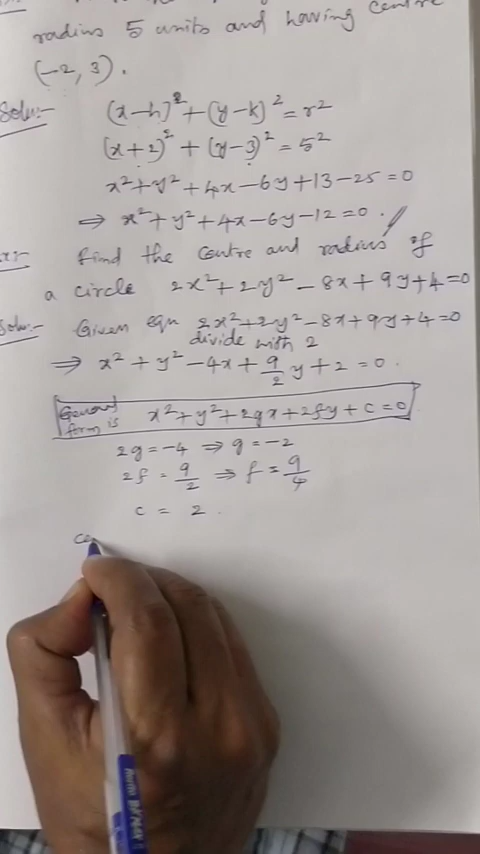 radius 5 units and having centre
(-2, 3).
Solu:- (x-h)² + (y-k)² = r²
(x+2)² + (y-3)² = 5²
x² + y² + 4x - 6y + 13 - 25 = 0
⇒ x² + y² + 4x - 6y - 12 = 0.
Find the centre and radius of
a circle 2x² + 2y² - 8x + 9y + 4 = 0
Solu:- Given eqn 2x² + 2y² - 8x + 9y + 4 = 0
divide with 2
⇒ x² + y² - 4x + 9/2 y + 2 = 0.
General form is x² + y² + 2gx + 2fy + c = 0
2g = -4 ⇒ g = -2
2f = 9/2 ⇒ f = 9/4
c = 2.
Ce